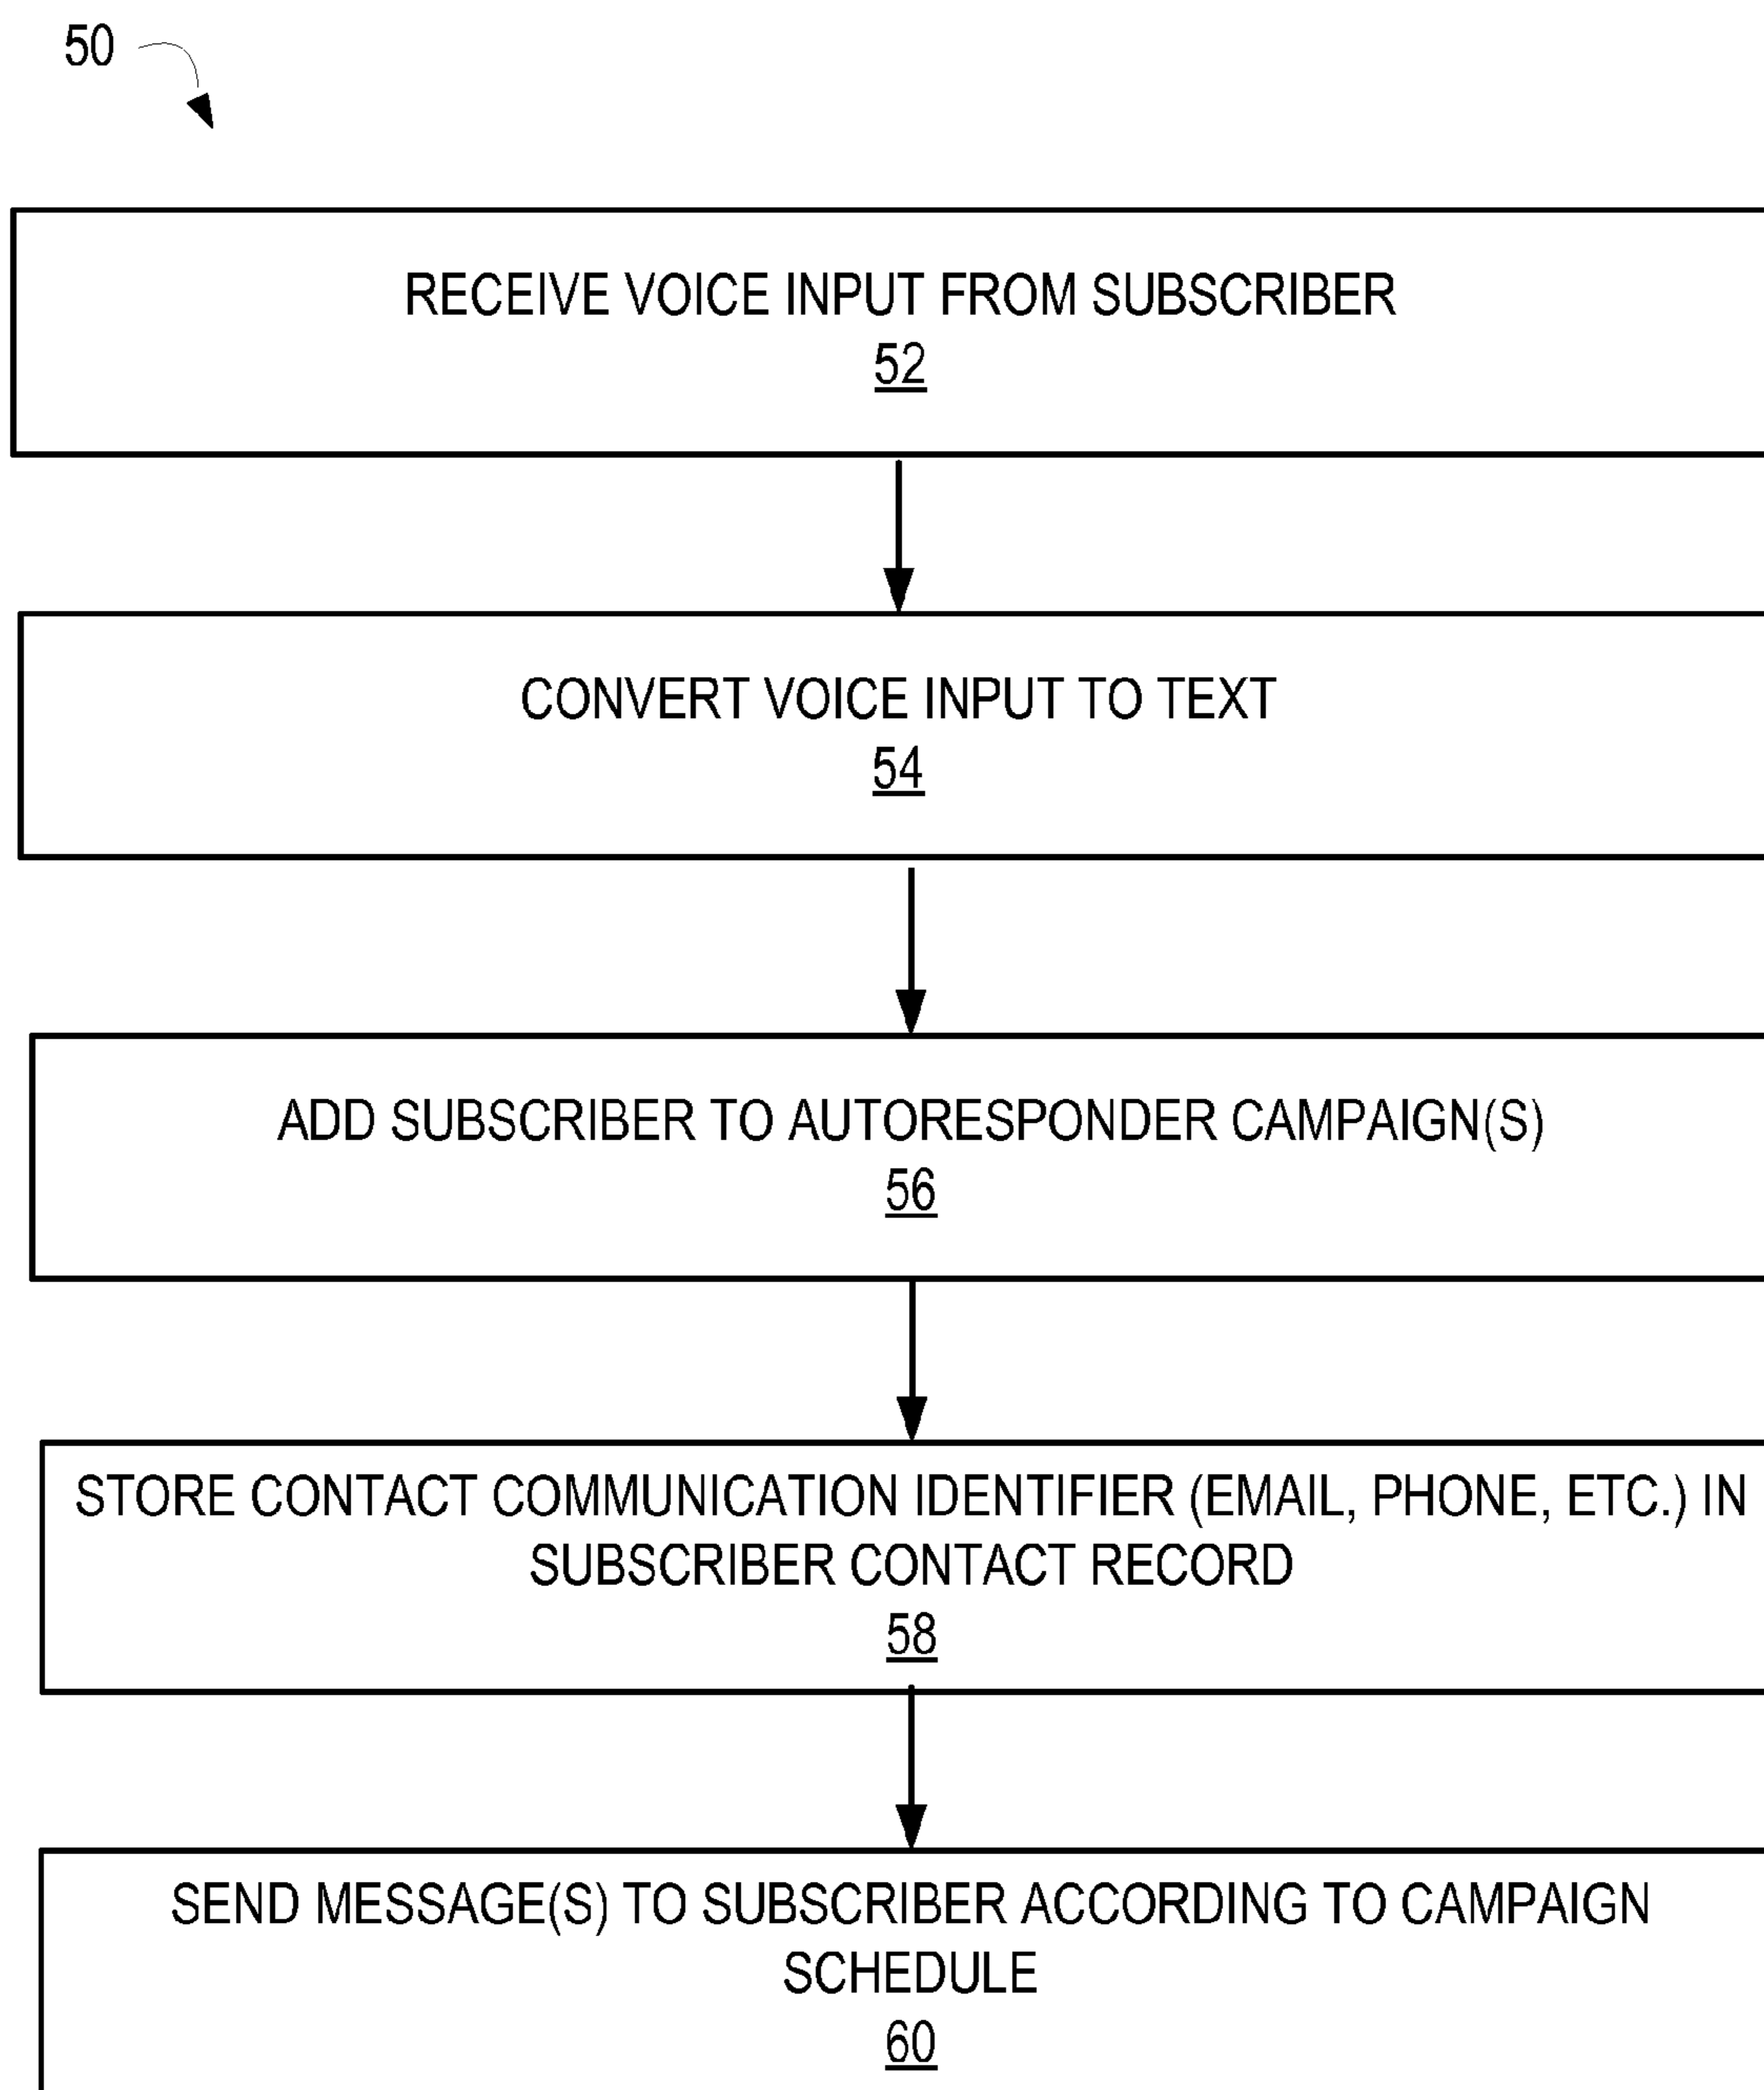 50
RECEIVE VOICE INPUT FROM SUBSCRIBER
52
CONVERT VOICE INPUT TO TEXT
54
ADD SUBSCRIBER TO AUTORESPONDER CAMPAIGN(S)
56
STORE CONTACT COMMUNICATION IDENTIFIER (EMAIL, PHONE, ETC.) IN
SUBSCRIBER CONTACT RECORD
58
SEND MESSAGE(S) TO SUBSCRIBER ACCORDING TO CAMPAIGN
SCHEDULE
60